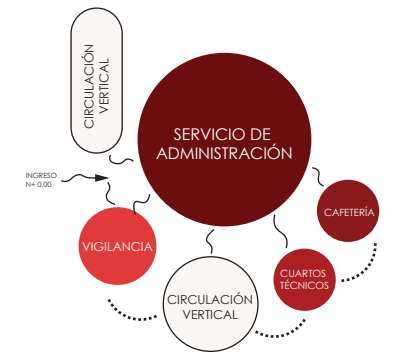 CIRCULACIÓN
VERTICAL
SERVICIO DE
ADMINISTRACIÓN
INGRESO
N+ 0.00
CAFETERÍA
VIGILANCIA
CUARTOS
TÉCNICOS
CIRCULACIÓN
VERTICAL